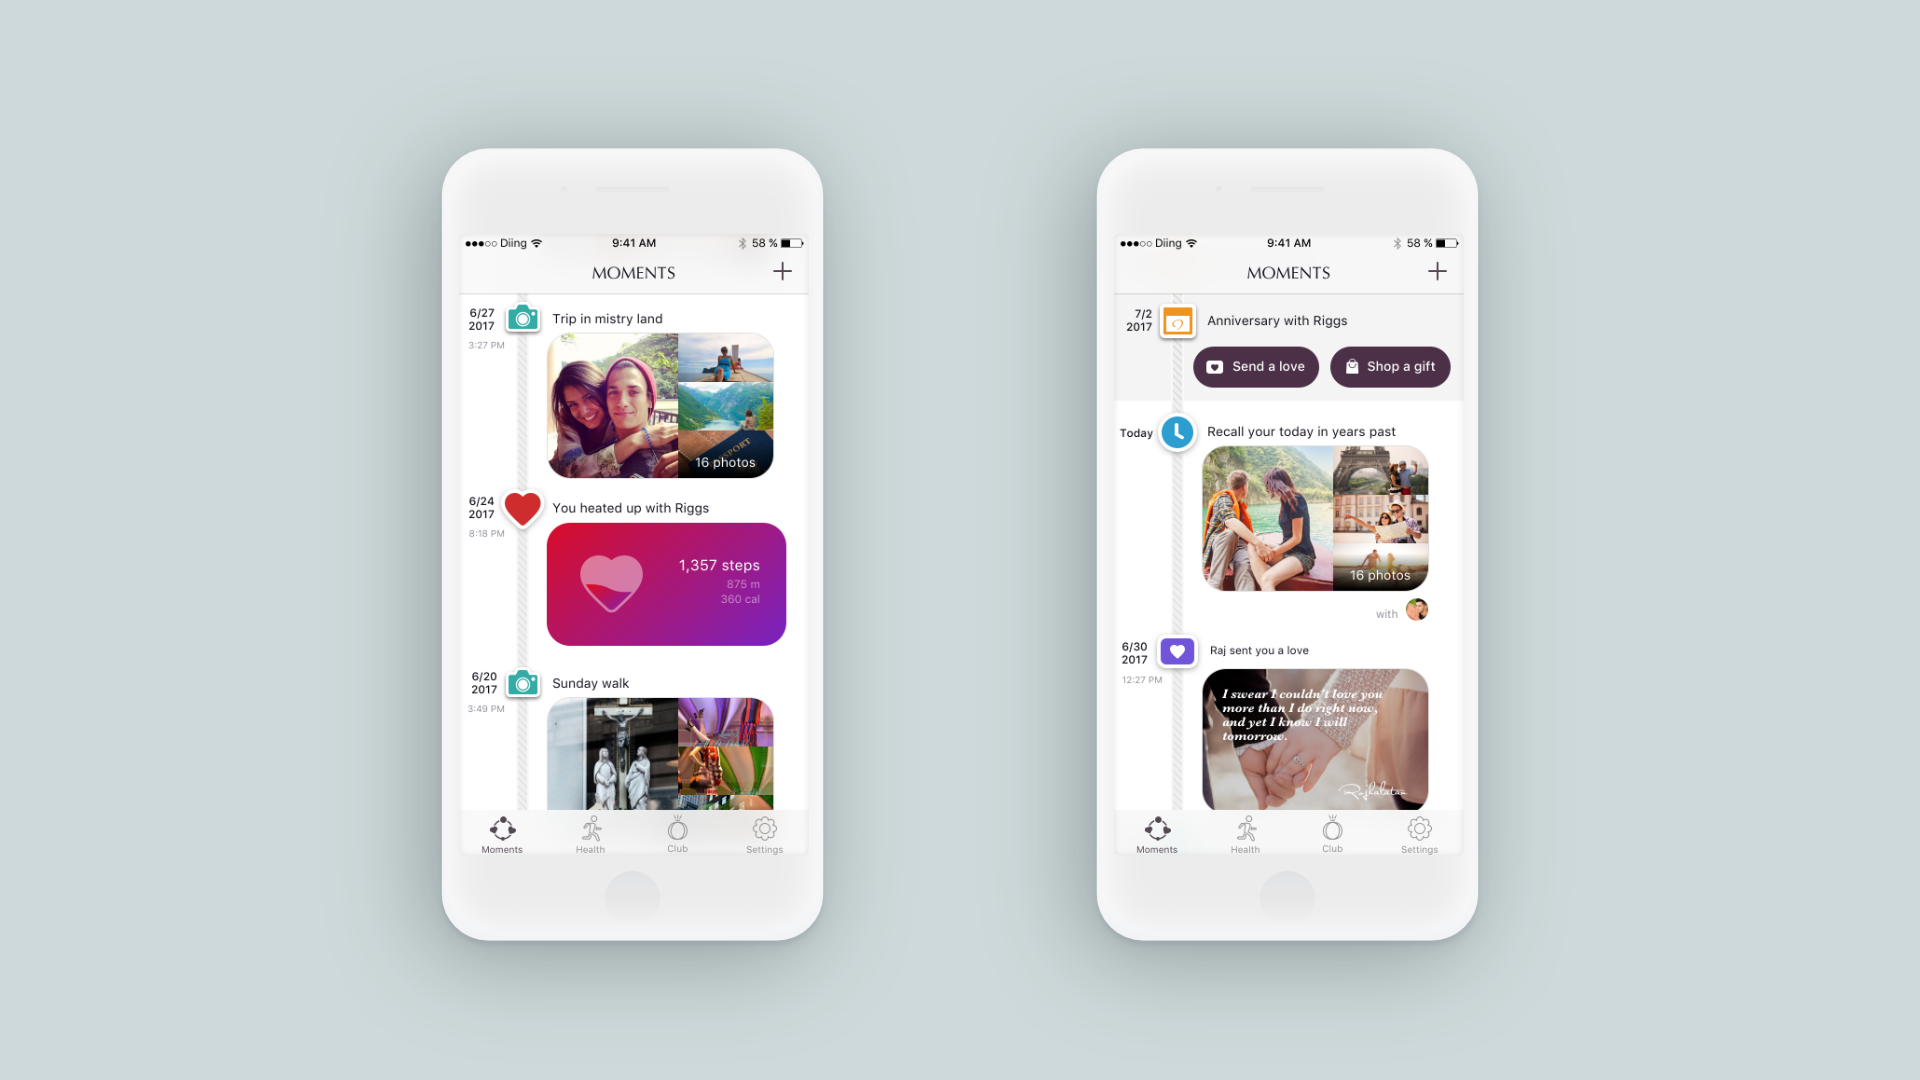 Diing
9:41 AM
58 %
MOMENTS
6/27
2017
3:27 PM
Trip in mistry land
PASSPORT
16 photos
6/24
2017
8:18 PM
You heated up with Riggs
1,357 steps
875 m
360 cal
6/20
2017
3:49 PM
Sunday walk
Moments
Health
Club
Settings
Diing
9:41 AM
58 %
MOMENTS
7/2
2017
Anniversary with Riggs
Send a love
Shop a gift
Today
Recall your today in years past
16 photos
with
6/30
2017
12:27 PM
Raj sent you a love
I swear I couldn't love you
more than I do right now,
and yet I know I will
tomorrow.
Moments
Health
Club
Settings